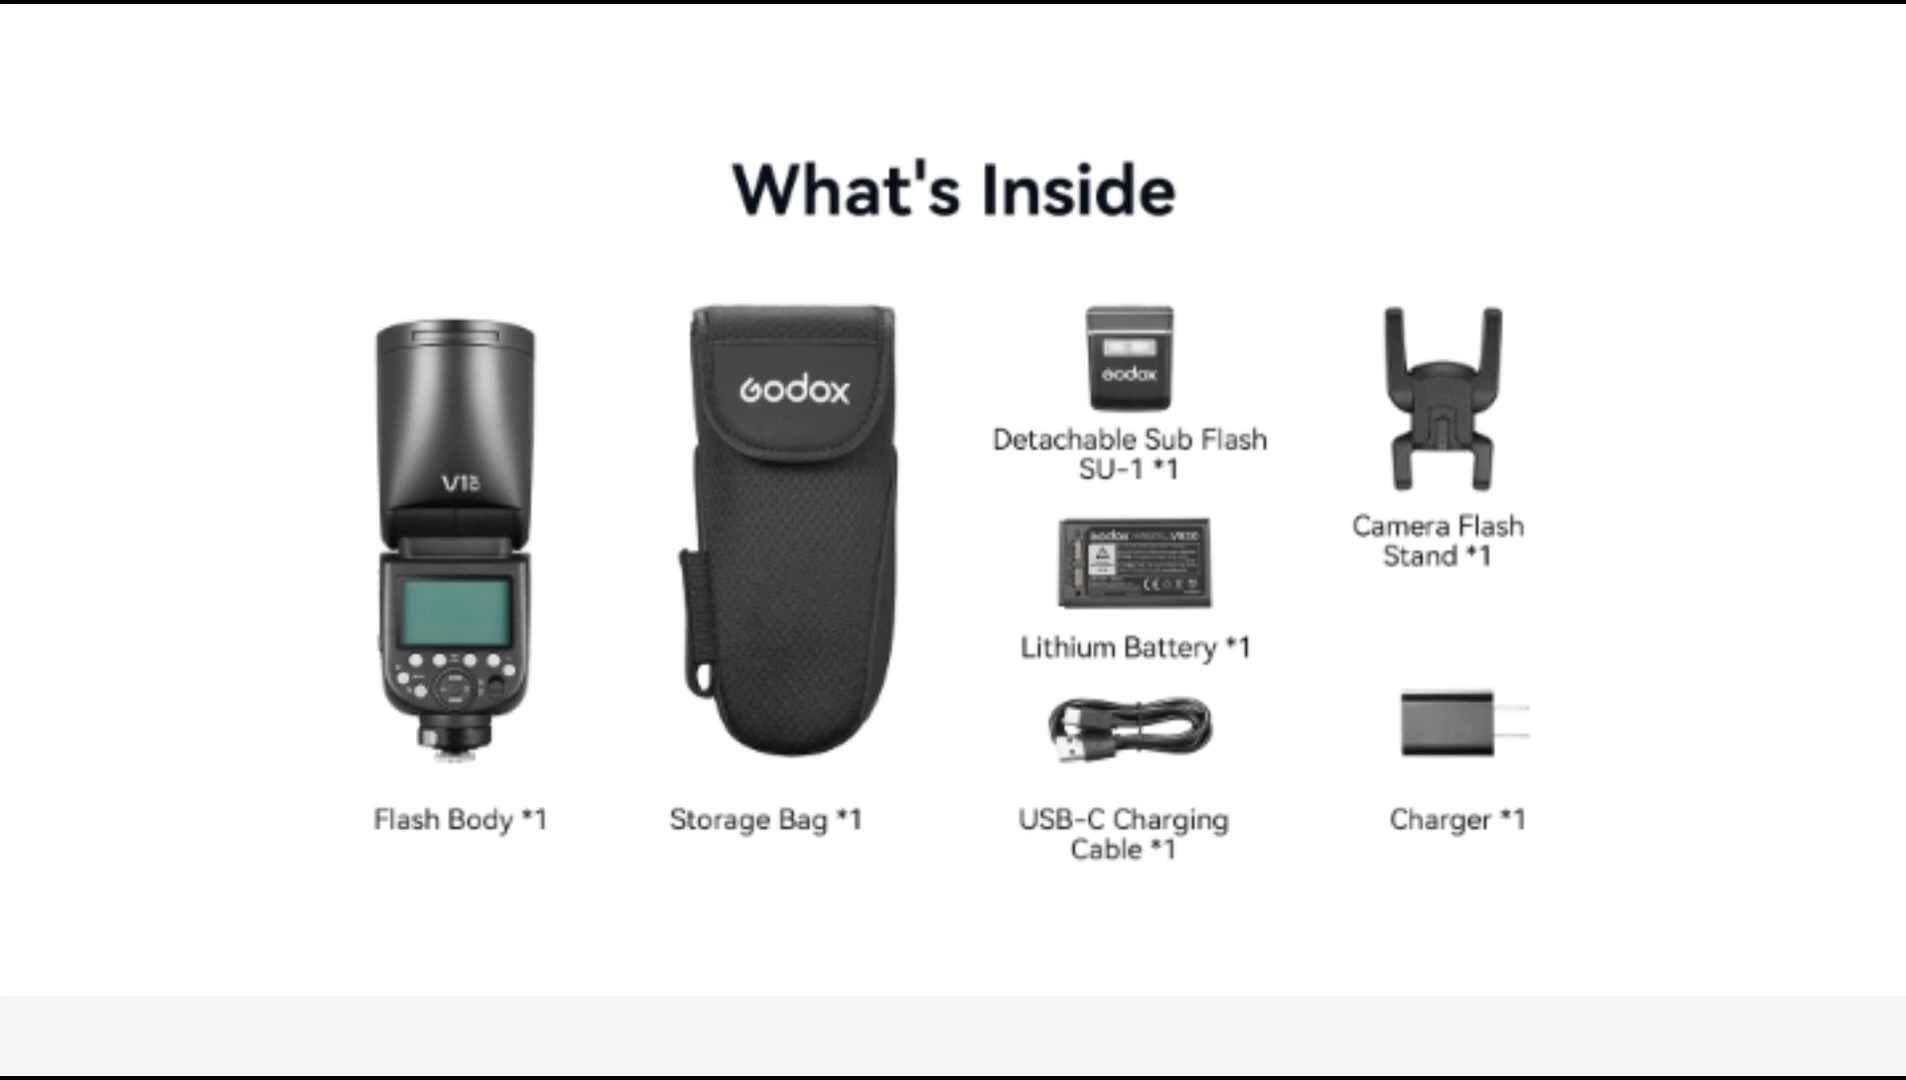 What's Inside
V1
Flash Body *1
Godox
Storage Bag *1
Godox
Detachable Sub Flash
SU-1 *1
Godox
Lithium Battery *1
USB-C Charging
Cable *1
Camera Flash
Stand *1
Charger *1